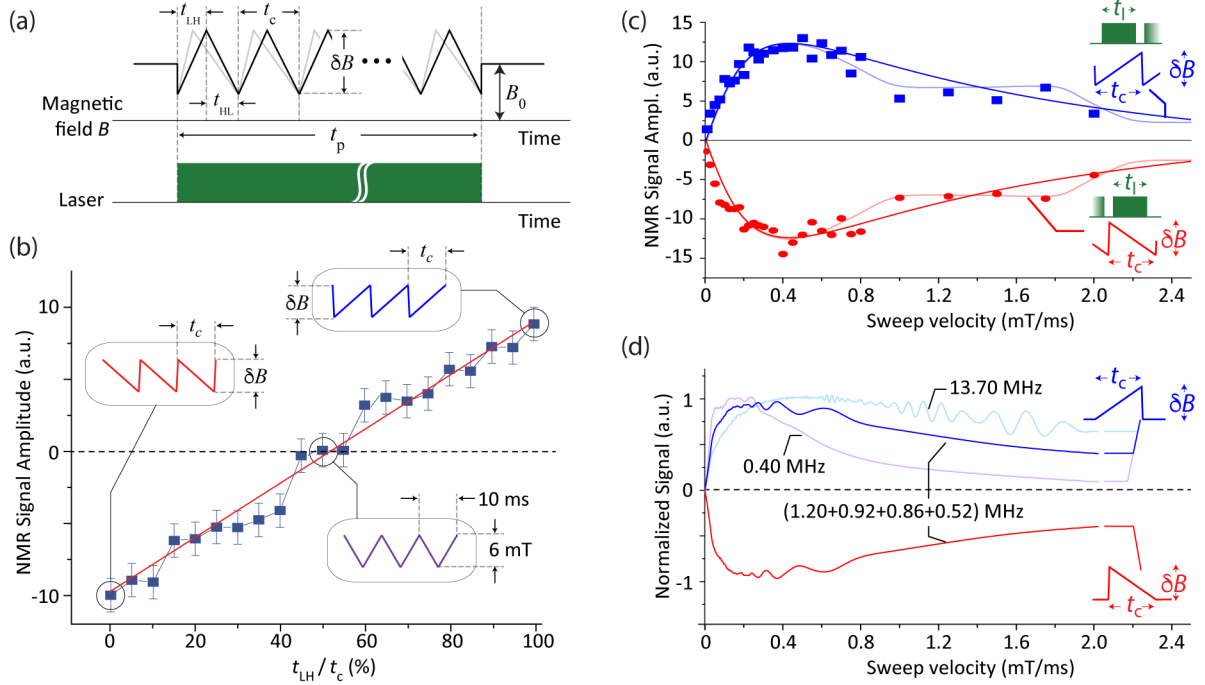 (a)
t_LH
t_c
δB
t_HL
B_0
Magnetic
field B
Time
t_p
Laser
Time
(b)
NMR Signal Amplitude (a.u.)
10
0
-10
t_c
δB
t_c
δB
10 ms
6 mT
0
20
40
60
80
100
t_LH / t_c (%)
(c)
NMR Signal Ampl. (a.u.)
15
10
5
0
-5
-10
-15
t_l
δB
t_c
t_l
δB
t_c
0
0.4
0.8
1.2
1.6
2.0
2.4
Sweep velocity (mT/ms)
(d)
Normalized Signal (a.u.)
1
0
-1
13.70 MHz
0.40 MHz
(1.20+0.92+0.86+0.52) MHz
t_c
δB
t_c
δB
0
0.4
0.8
1.2
1.6
2.0
2.4
Sweep velocity (mT/ms)